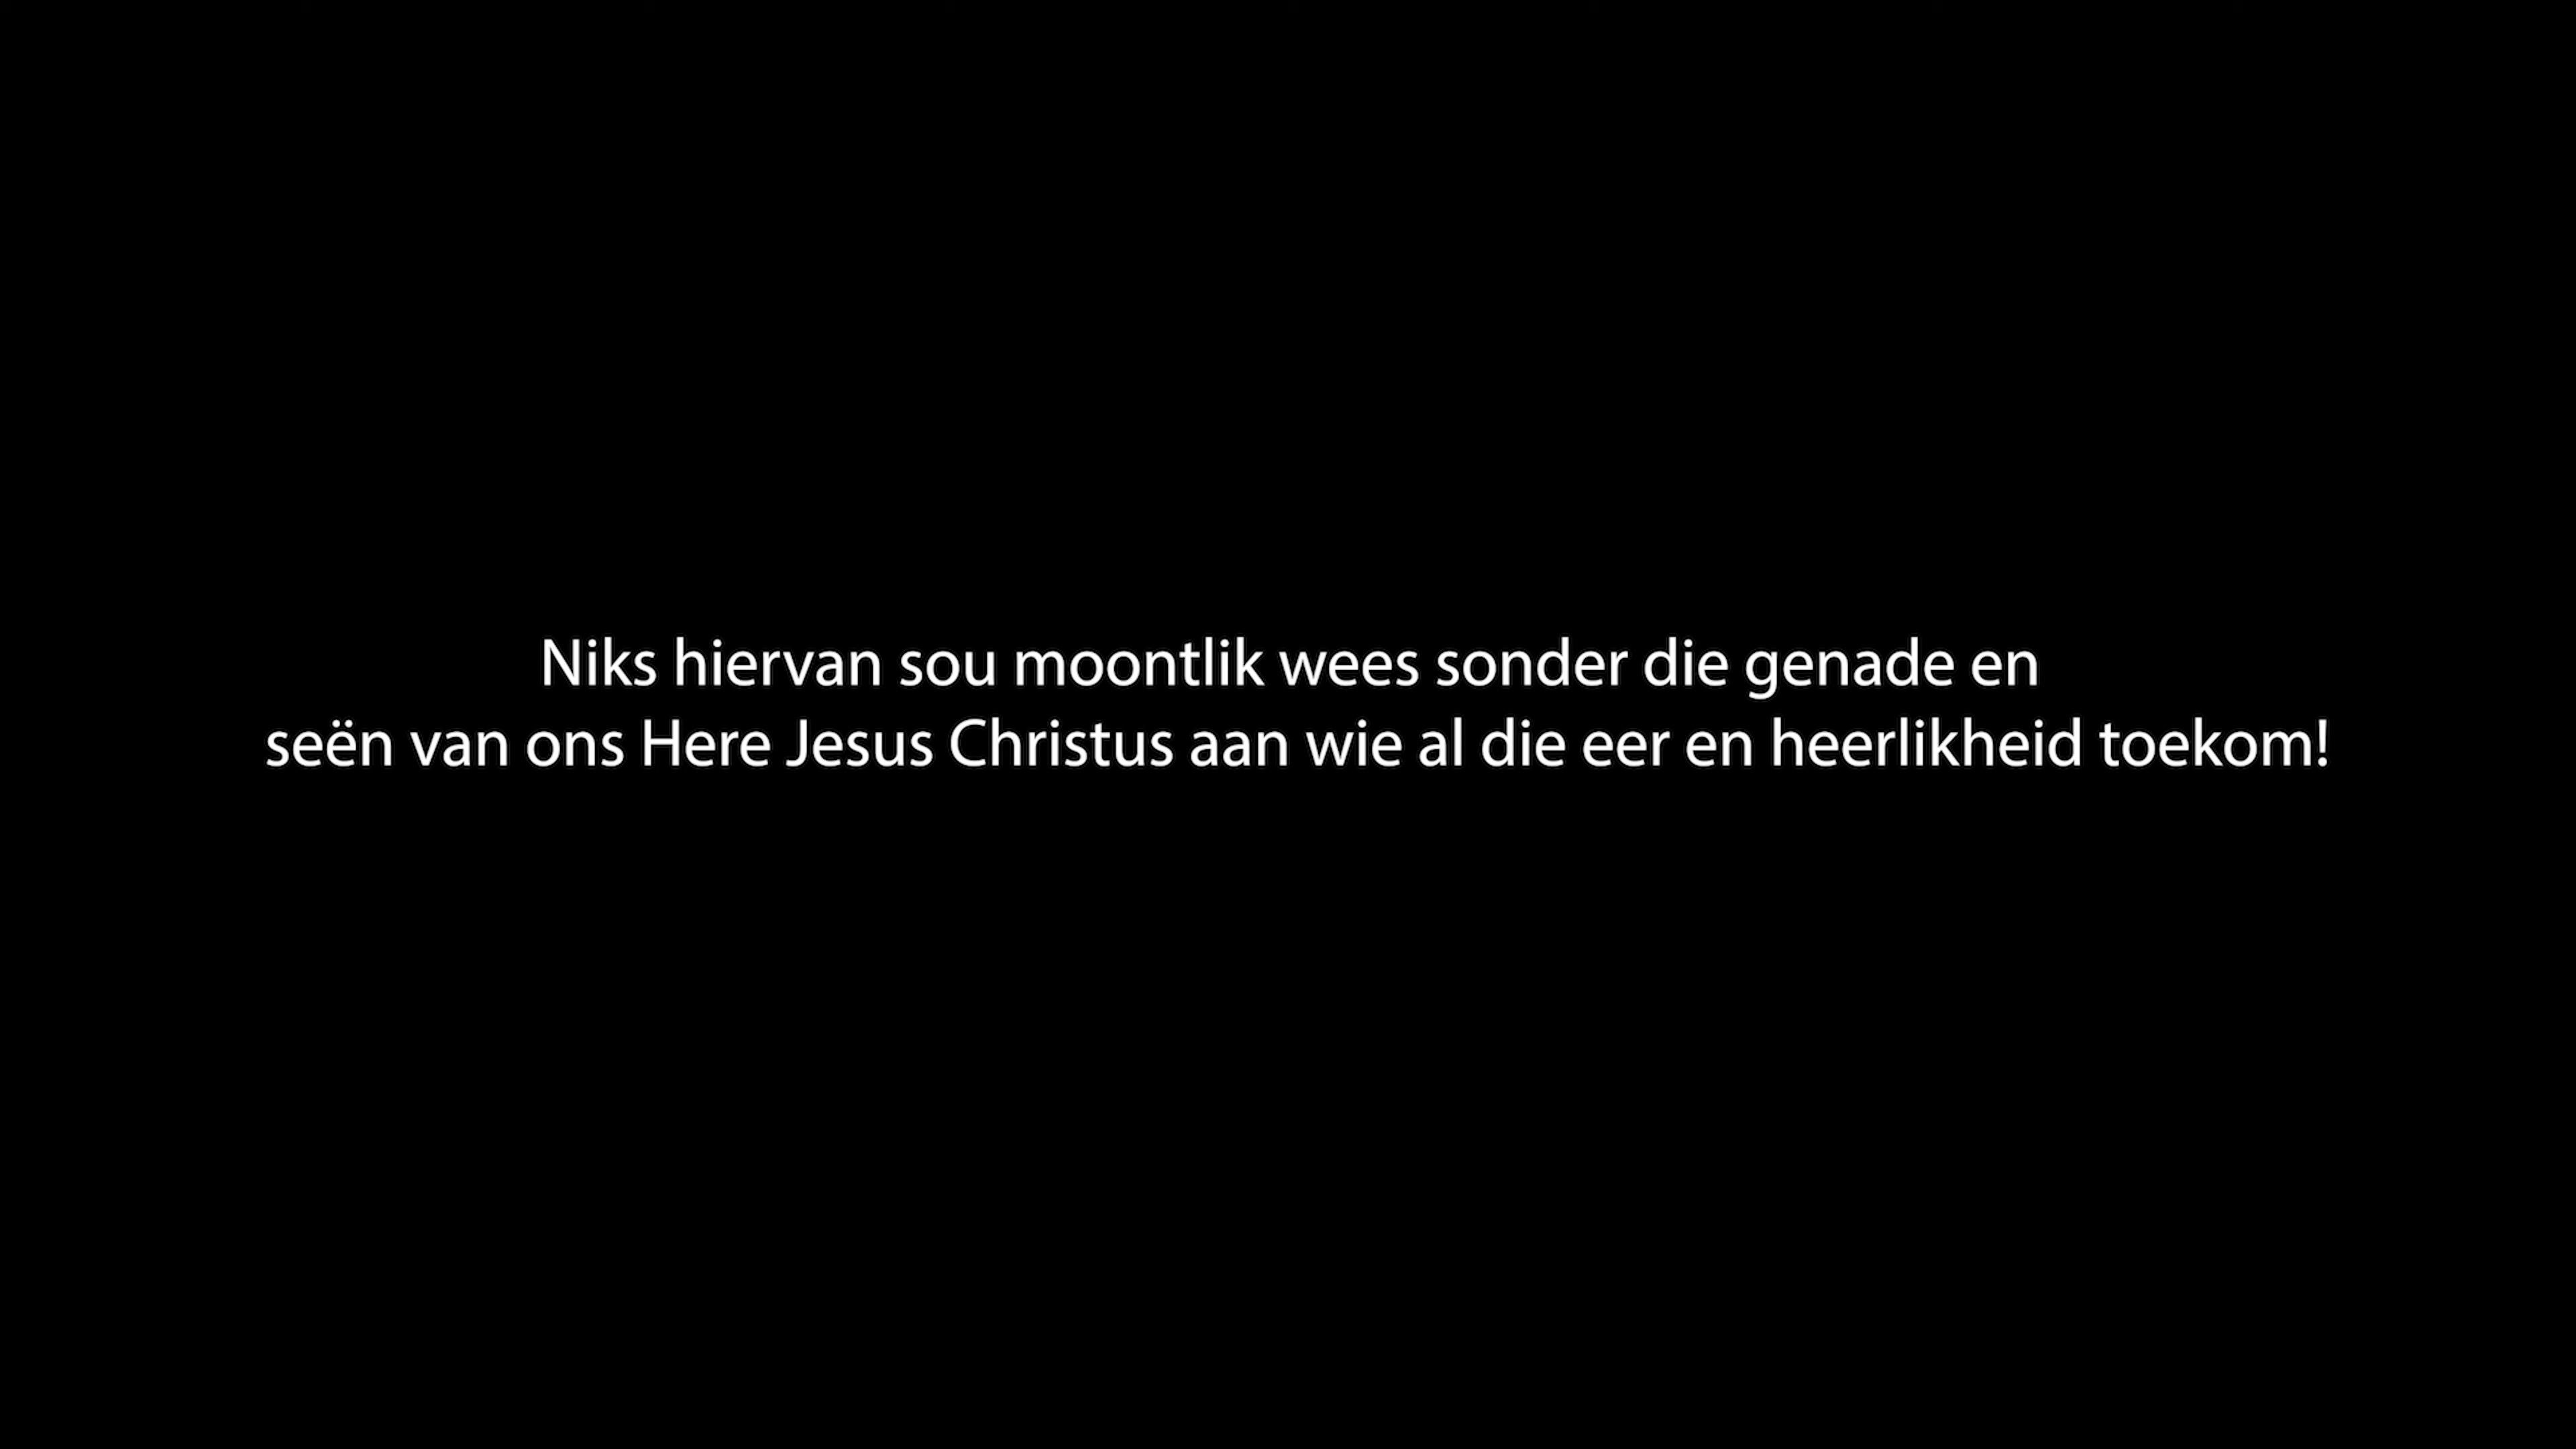 Niks hiervan sou moontlik wees sonder die genade en
seën van ons Here Jesus Christus aan wie al die eer en heerlikheid toekom!